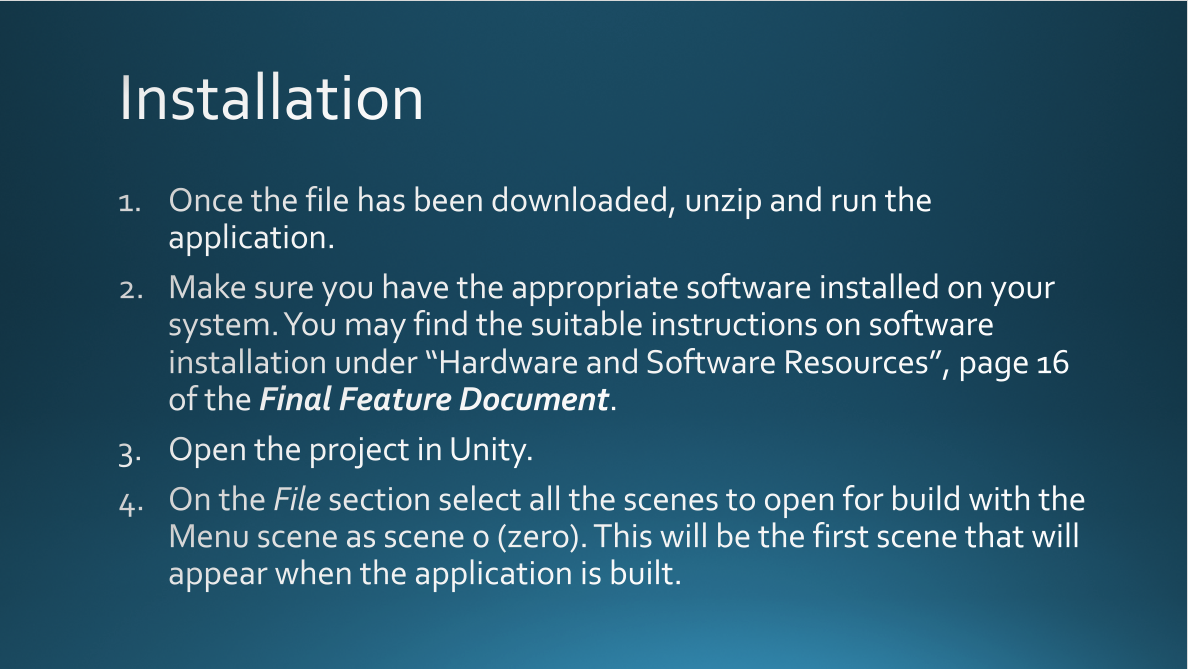 Installation
1. Once the file has been downloaded, unzip and run the
application.
2. Make sure you have the appropriate software installed on your
system. You may find the suitable instructions on software
installation under “Hardware and Software Resources”, page 16
of the Final Feature Document.
3. Open the project in Unity.
4. On the File section select all the scenes to open for build with the
Menu scene as scene 0 (zero). This will be the first scene that will
appear when the application is built.